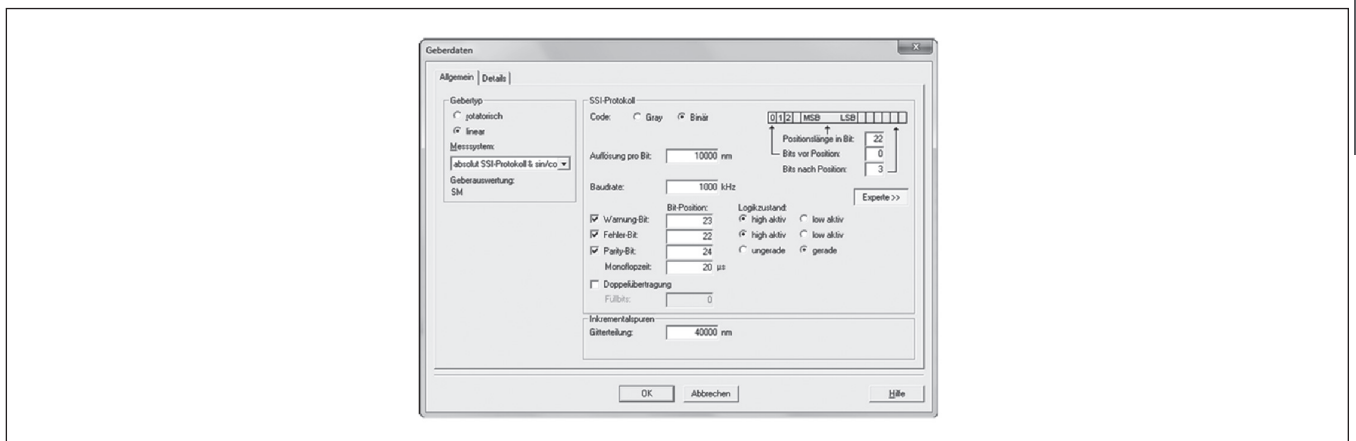 Geberdaten
x
Allgemein Details
Gebertyp
rotatorisch
linear
Messsystem:
absolut SSI-Protokoll & sin/co
Geberauswertung:
SM
SSI-Protokoll
Code: Gray Binär
0 1 2 MSB LSB
Positionslänge in Bit: 22
Bits vor Position: 0
Bits nach Position: 3
Auflösung pro Bit: 10000 nm
Baudrate: 1000 kHz
Experte >>
Bit-Position: Logikzustand:
Warnung-Bit: 23 high aktiv low aktiv
Fehler-Bit: 22 high aktiv low aktiv
Parity-Bit: 24 ungerade gerade
Monoflopzeit: 20 µs
Doppelübertragung
Füllbits: 0
Inkrementalspuren
Gitterteilung: 40000 nm
OK Abbrechen Hilfe